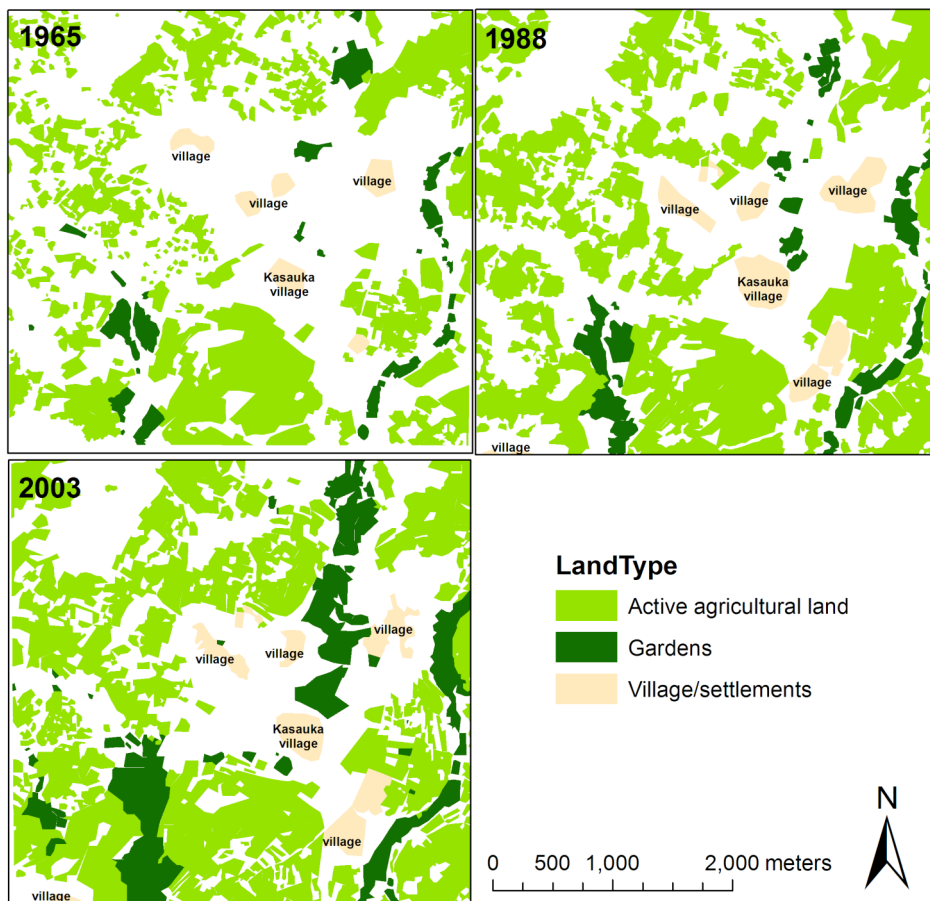 1965
village
village
village
Kasauka
village
1988
village
village
village
Kasauka
village
village
village
2003
village
village
village
Kasauka
village
village
village
LandType
Active agricultural land
Gardens
Village/settlements
N
0 500 1,000 2,000 meters